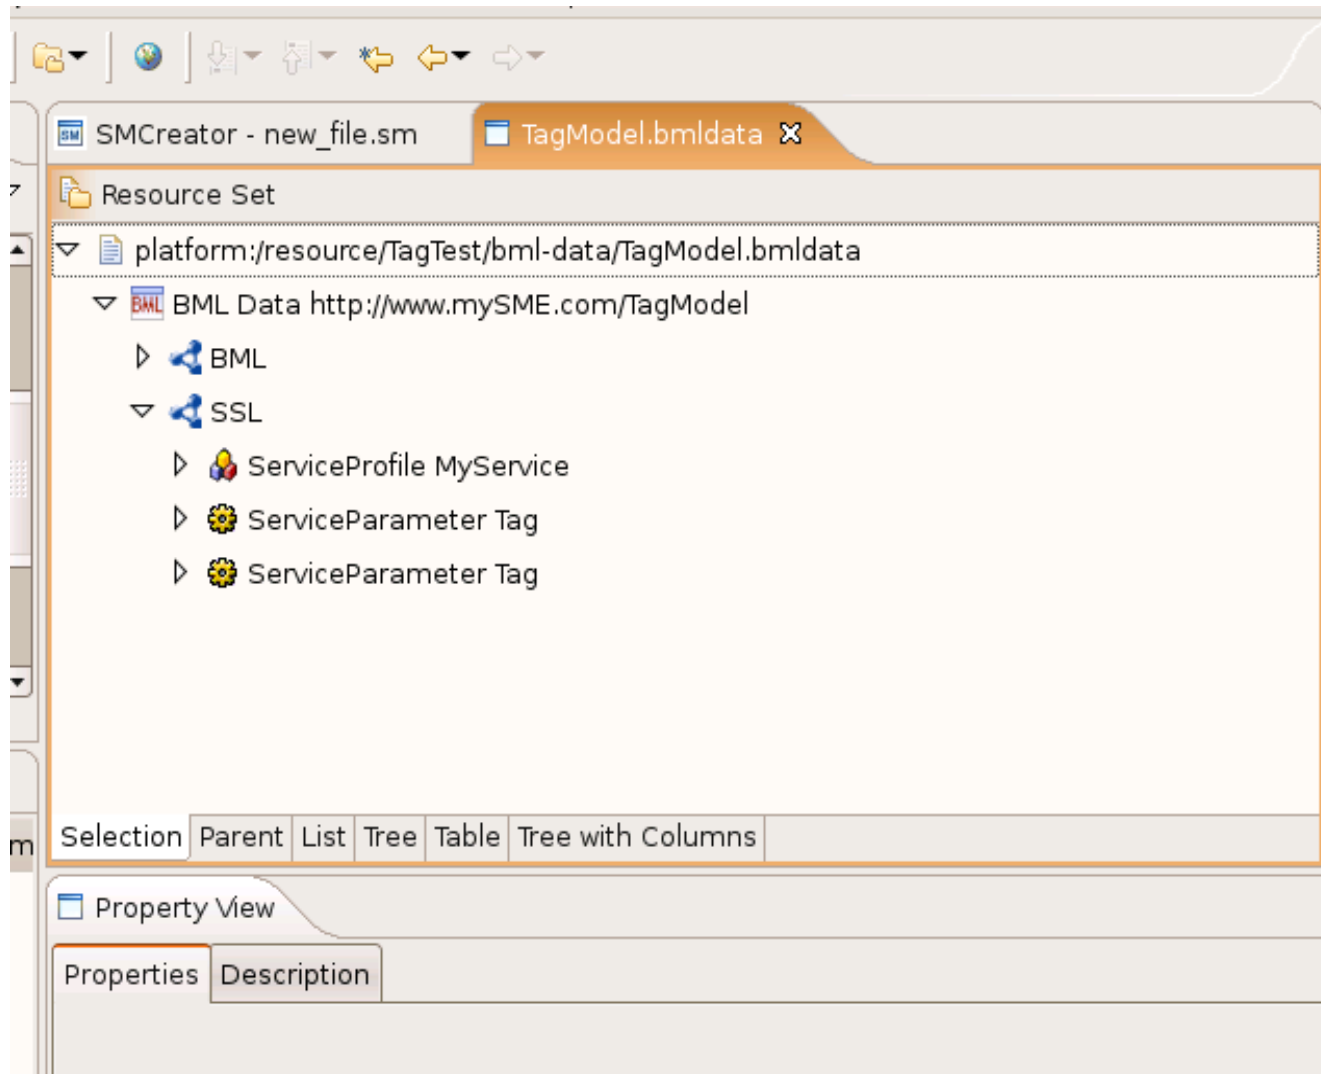 SM SMCreator - new_file.sm TagModel.bmldata
Resource Set
platform:/resource/TagTest/bml-data/TagModel.bmldata
BML BML Data http://www.mySME.com/TagModel
BML
SSL
ServiceProfile MyService
ServiceParameter Tag
ServiceParameter Tag
m Selection Parent List Tree Table Tree with Columns
Property View
Properties Description